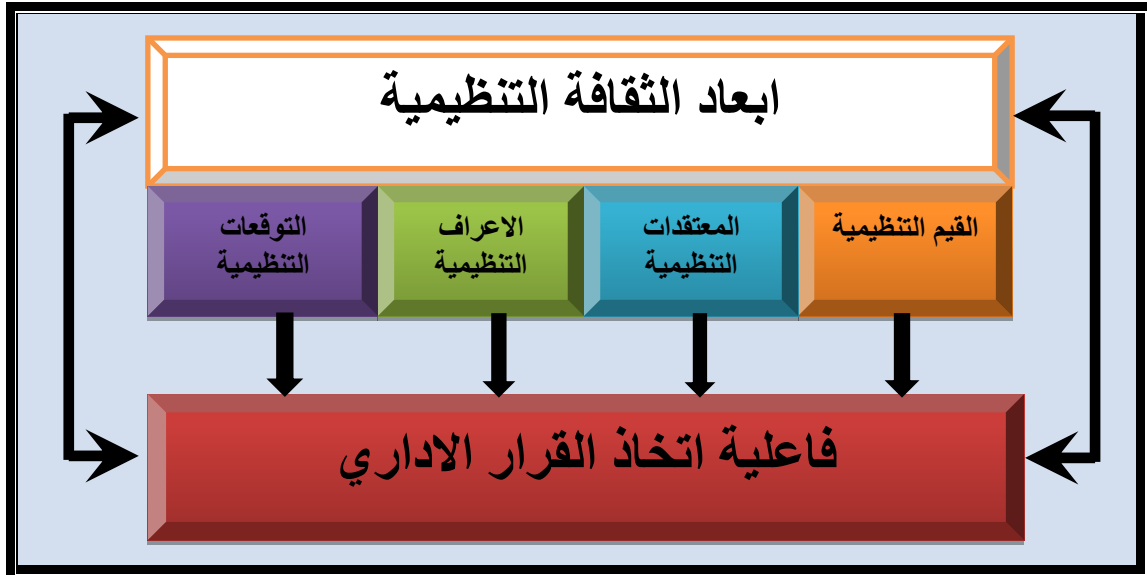 ابعاد الثقافة التنظيمية
القيم التنظيمية
المعتقدات
التنظيمية
الاعراف
التنظيمية
التوقعات
التنظيمية
فاعلية اتخاذ القرار الاداري